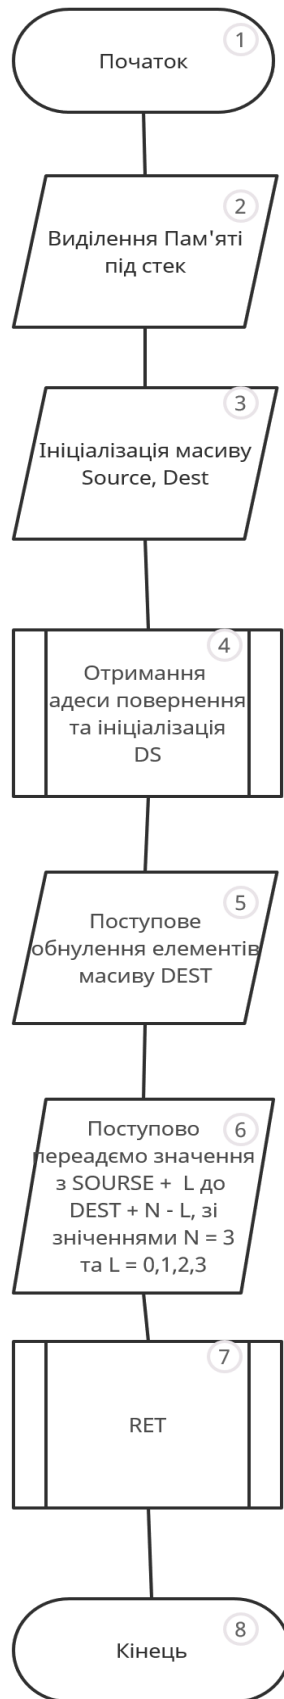 1
Початок
2
Виділення Пам'яті
під стек
3
Ініціалізація масиву
Source, Dest
4
Отримання
адеси повернення
та ініціалізація
DS
5
Поступове
обнулення елементів
масиву DEST
6
Поступово
переадємо значення
з SOURSE + L до
DEST + N - L, зі
зніченнями N = 3
та L = 0,1,2,3
7
RET
8
Кінець